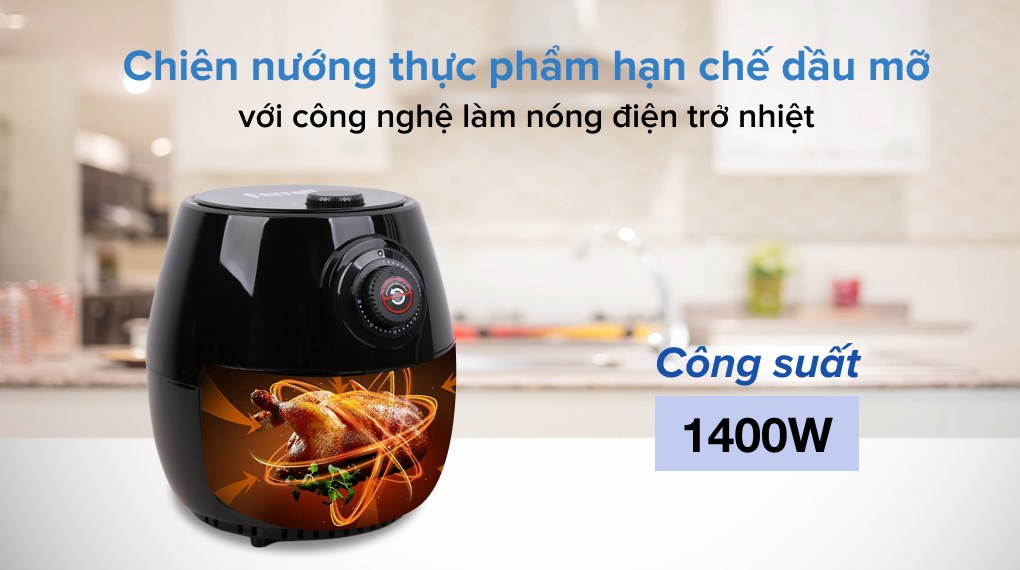 Chiên nướng thực phẩm hạn chế dầu mỡ
với công nghệ làm nóng điện trở nhiệt
Công suất
1400W